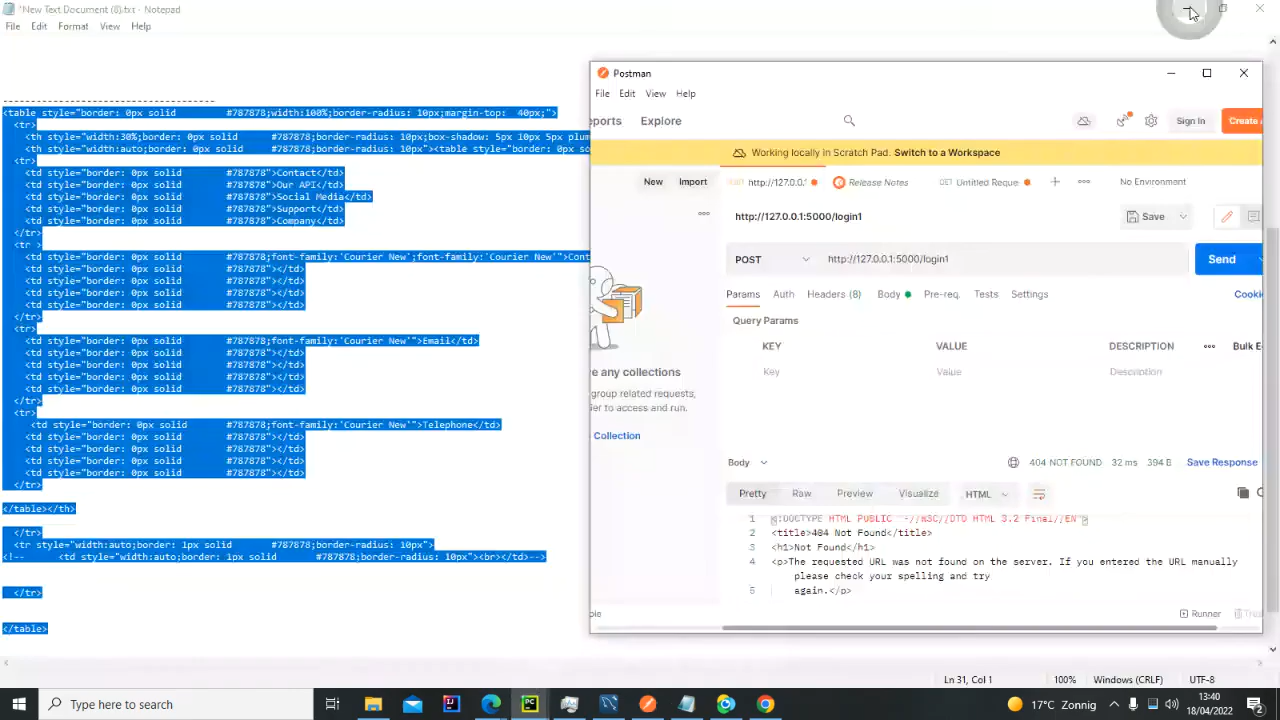 *New Text Document (8).txt - Notepad
File Edit Format View Help
<table style="border: 0px solid #787878;width:100%;border-radius: 10px;margin-top: 40px;">
<tr>
<th style="width:30%;border: 0px solid #787878;border-radius: 10px;box-shadow: 5px 10px 5px plum
<th style="width:auto;border: 0px solid #787878;border-radius: 10px"><table style="border: 0px so
<tr>
<td style="border: 0px solid #787878">Contact</td>
<td style="border: 0px solid #787878">Our API</td>
<td style="border: 0px solid #787878">Social Media</td>
<td style="border: 0px solid #787878">Support</td>
<td style="border: 0px solid #787878">Company</td>
</tr>
<tr >
<td style="border: 0px solid #787878;font-family:'Courier New';font-family:'Courier New'">Cont
<td style="border: 0px solid #787878"></td>
<td style="border: 0px solid #787878"></td>
<td style="border: 0px solid #787878"></td>
<td style="border: 0px solid #787878"></td>
</tr>
<tr>
<td style="border: 0px solid #787878;font-family:'Courier New'">Email</td>
<td style="border: 0px solid #787878"></td>
<td style="border: 0px solid #787878"></td>
<td style="border: 0px solid #787878"></td>
<td style="border: 0px solid #787878"></td>
</tr>
<tr>
<td style="border: 0px solid #787878;font-family:'Courier New'">Telephone</td>
<td style="border: 0px solid #787878"></td>
<td style="border: 0px solid #787878"></td>
<td style="border: 0px solid #787878"></td>
<td style="border: 0px solid #787878"></td>
</tr>
</table></th>
</tr>
<tr style="width:auto;border: 1px solid #787878;border-radius: 10px">
<!-- <td style="width:auto;border: 1px solid #787878;border-radius: 10px"><br></td>-->
</tr>
</table>
Postman
File Edit View Help
ports Explore Sign In Create
Working locally in Scratch Pad. Switch to a Workspace
New Import http://127.0.0.1: Release Notes GET Untitled Reque No Environment
http://127.0.0.1:5000/login1 Save
POST http://127.0.0.1:5000/login1 Send
Params Auth Headers (8) Body Pre-req. Tests Settings Cookie
Query Params
KEY VALUE DESCRIPTION Bulk E
Key Value Description
e any collections
group related requests,
ier to access and run.
Collection
Body 404 NOT FOUND 32 ms 394 B Save Response
Pretty Raw Preview Visualize HTML
1 <!DOCTYPE HTML PUBLIC "-//W3C//DTD HTML 3.2 Final//EN">
2 <title>404 Not Found</title>
3 <h1>Not Found</h1>
4 <p>The requested URL was not found on the server. If you entered the URL manually
please check your spelling and try
5 again.</p>
Runner Tras
Ln 31, Col 1 100% Windows (CRLF) UTF-8
Type here to search 17°C Zonnig 13:40
18/04/2022